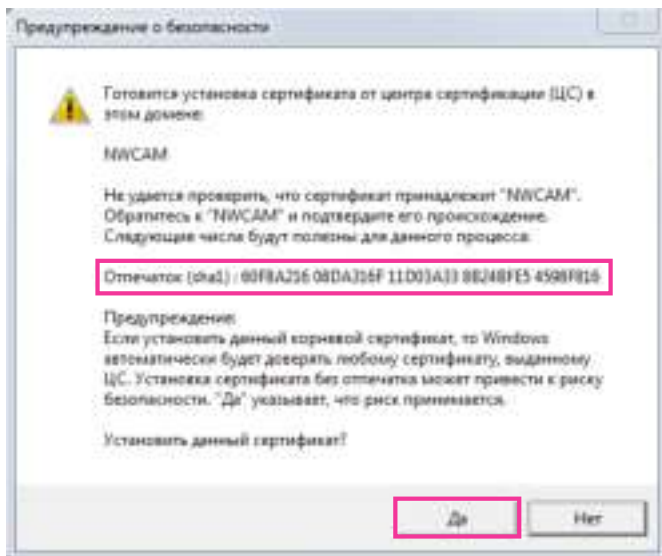 Предупреждение о безопасности
Готовится установка сертификата от центра сертификации (ЦС) в
этом домене:
NWCAM
Не удается проверить, что сертификат принадлежит "NWCAM".
Обратитесь к "NWCAM" и подтвердите его происхождение.
Следующие числа будут полезны для данного процесса:
Отпечаток (sha1) : 60F8A216 08DA316F 11D03A33 8B24BFE5 4598F816
Предупреждение:
Если установить данный корневой сертификат, то Windows
автоматически будет доверять любому сертификату, выданному
ЦС. Установка сертификата без отпечатка может привести к риску
безопасности. "Да" указывает, что риск принимается.
Установить данный сертификат?
Да
Нет